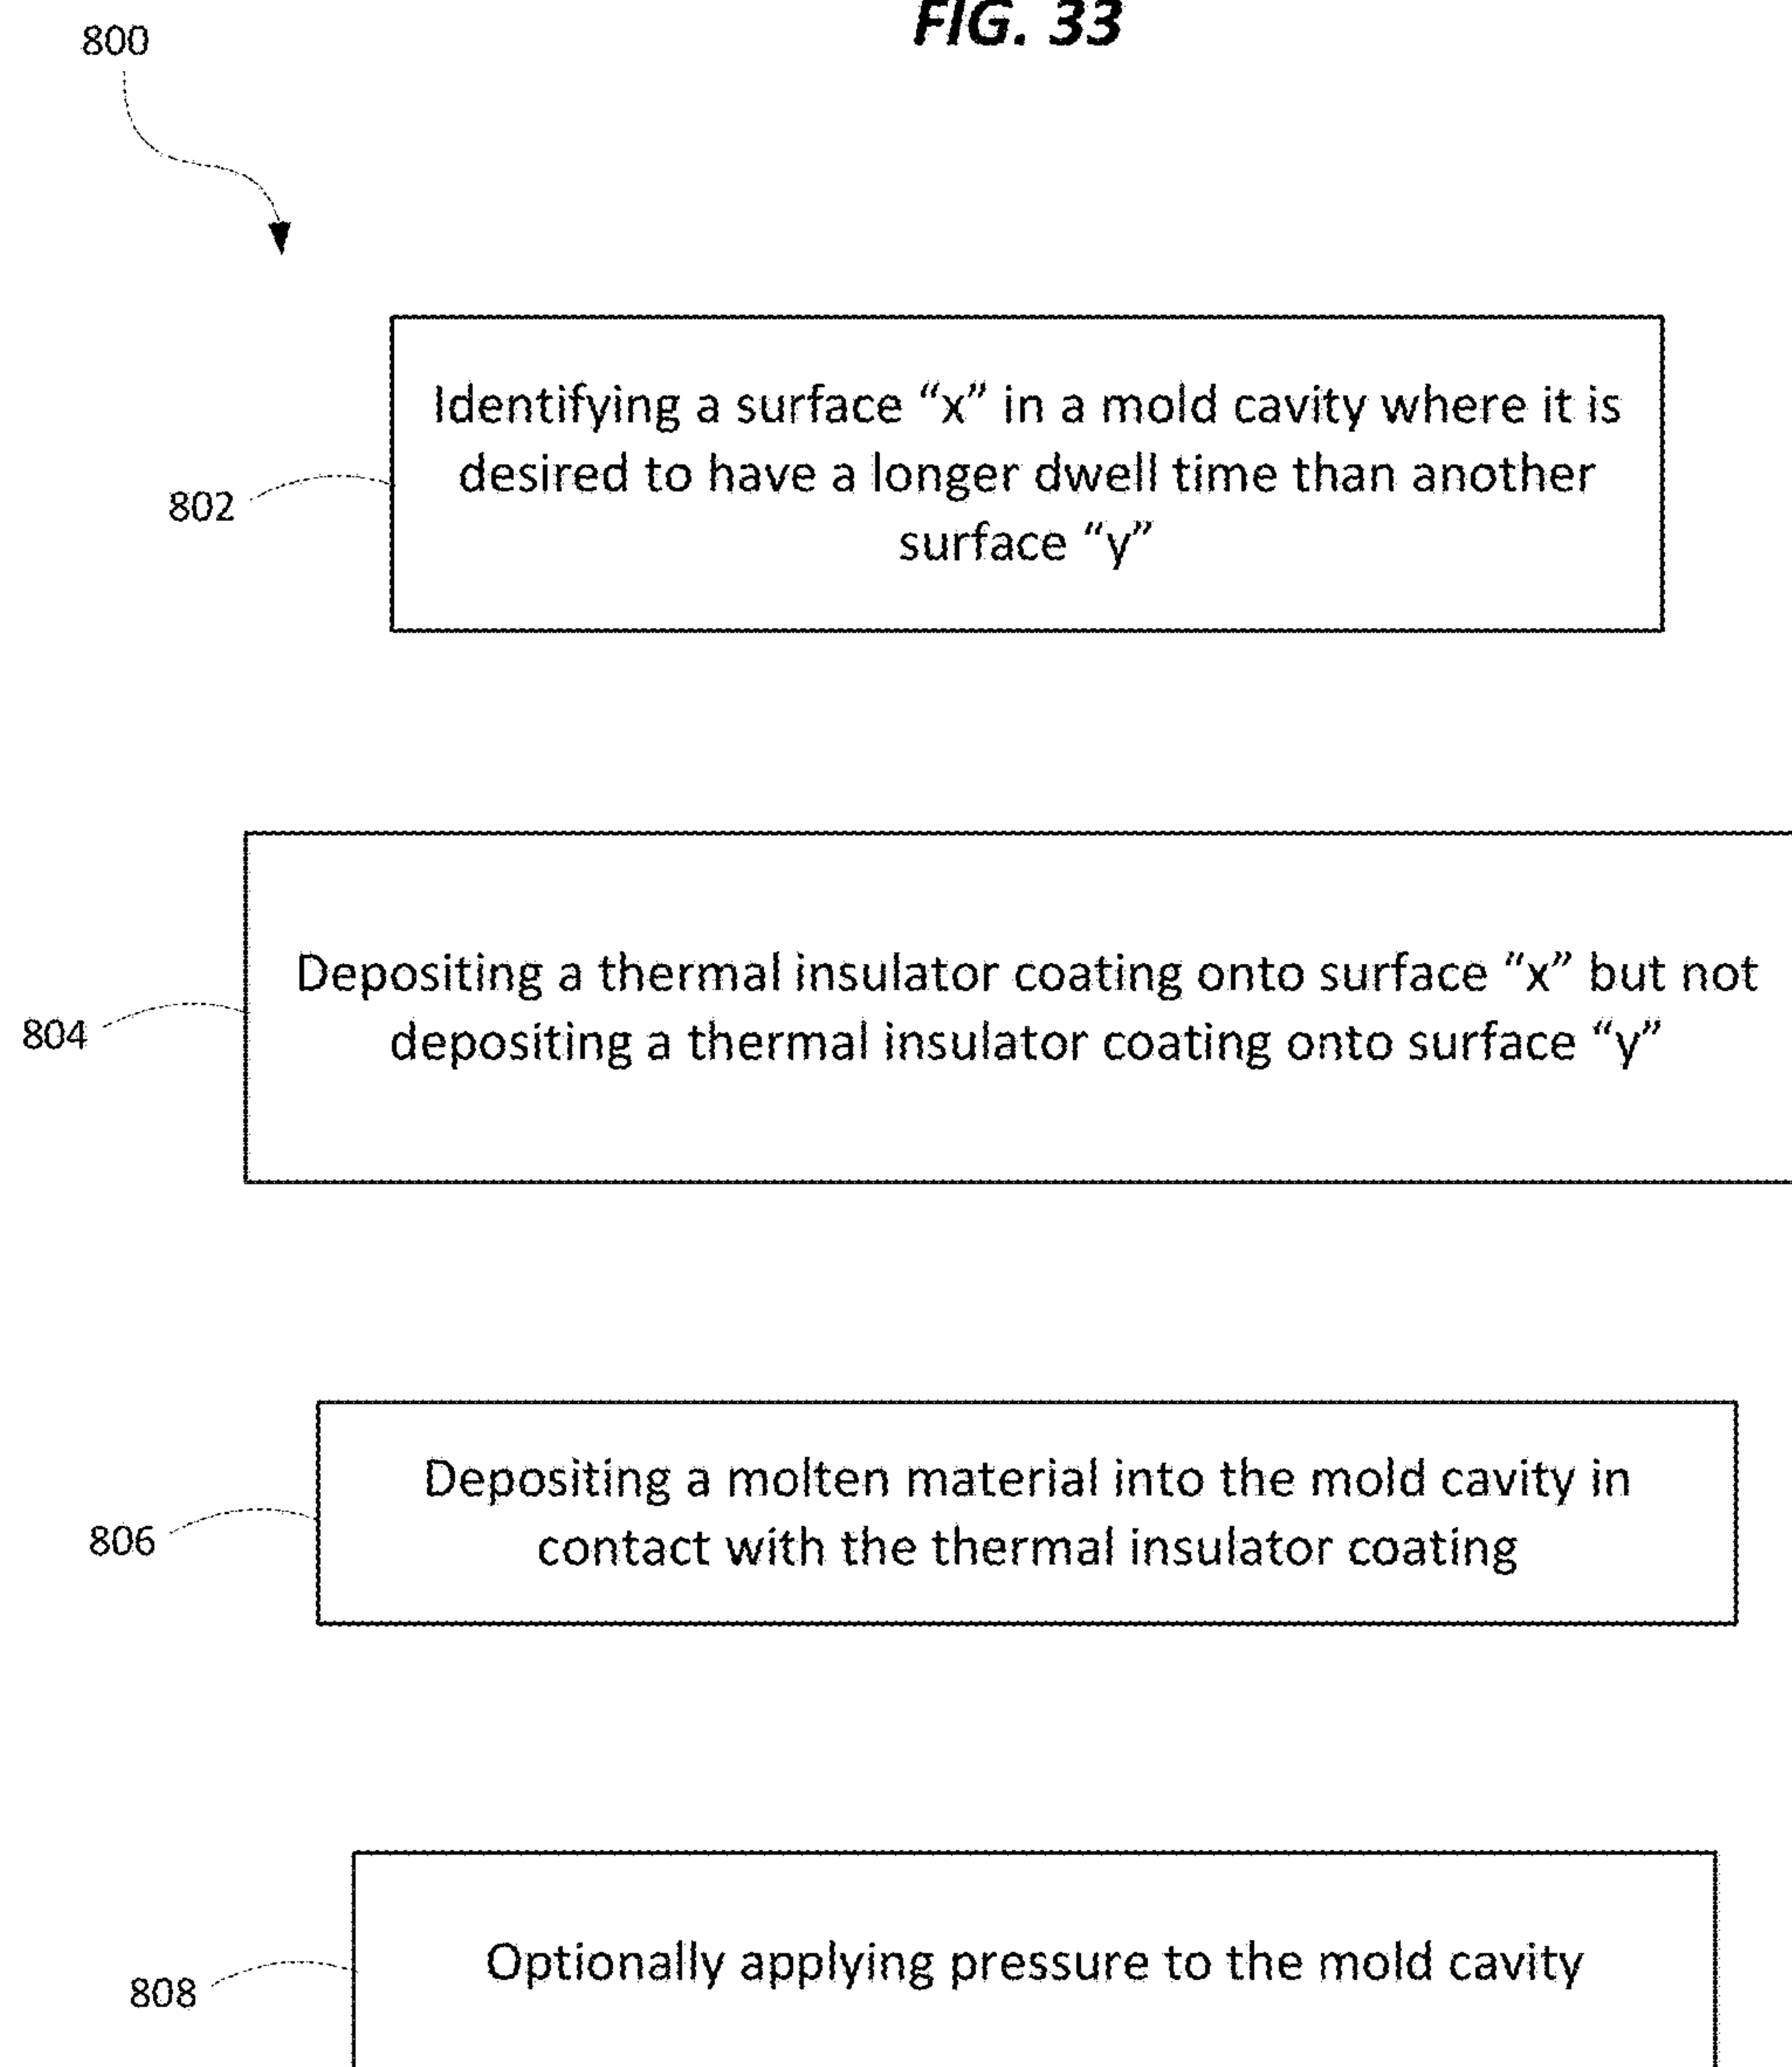 FIG. 33
800
Identifying a surface “x” in a mold cavity where it is
desired to have a longer dwell time than another
surface “y”
802
Depositing a thermal insulator coating onto surface “x” but not
depositing a thermal insulator coating onto surface “y”
804
Depositing a molten material into the mold cavity in
contact with the thermal insulator coating
806
Optionally applying pressure to the mold cavity
808